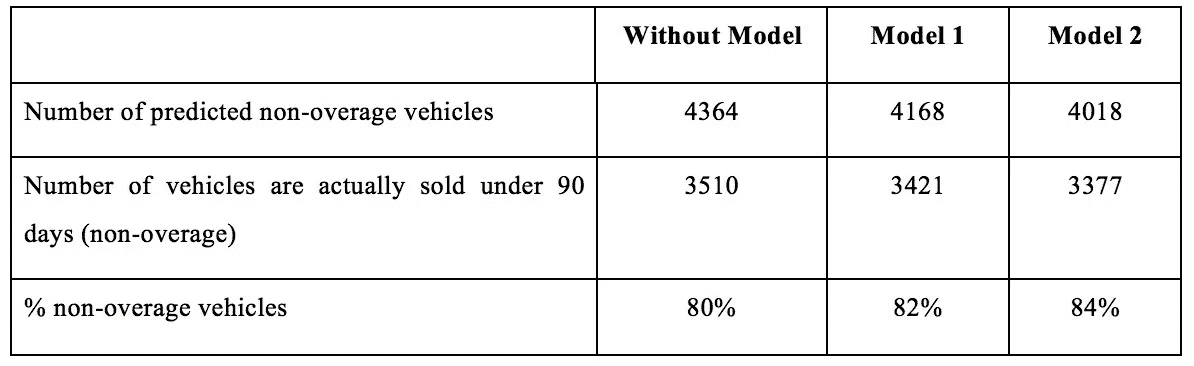 Without Model Model 1 Model 2
Number of predicted non-overage vehicles 4364 4168 4018
Number of vehicles are actually sold under 90 3510 3421 3377
days (non-overage)
% non-overage vehicles 80% 82% 84%